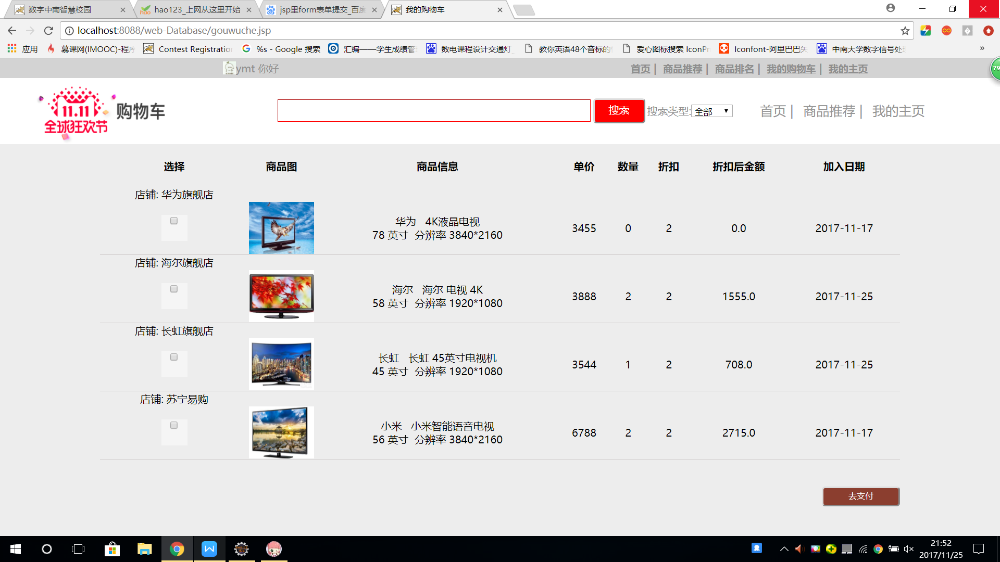 数字中南智慧校园
hao123_上网从这里开始
jsp里form表单提交_百度
我的购物车
localhost:8088/web-Database/gouwuche.jsp
应用
慕课网(IMOOC)-程序
Contest Registration
%s - Google 搜索
汇编——学生成绩管理
数电课程设计交通灯_
教你英语48个音标的
爱心图标搜索 IconPn
Iconfont-阿里巴巴矢
中南大学数字信号处理
»
ymt 你好
首页 | 商品推荐 | 商品排名 | 我的购物车 | 我的主页
79
11.11
全球狂欢节
购物车
搜索
搜索类型:全部
首页 | 商品推荐 | 我的主页
选择 商品图 商品信息 单价 数量 折扣 折扣后金额 加入日期
店铺: 华为旗舰店
华为 4K液晶电视
78 英寸 分辨率 3840*2160
3455 0 2 0.0 2017-11-17
店铺: 海尔旗舰店
海尔 海尔 电视 4K
58 英寸 分辨率 1920*1080
3888 2 2 1555.0 2017-11-25
店铺: 长虹旗舰店
长虹 长虹 45英寸电视机
45 英寸 分辨率 1920*1080
3544 1 2 708.0 2017-11-25
店铺: 苏宁易购
小米 小米智能语音电视
56 英寸 分辨率 3840*2160
6788 2 2 2715.0 2017-11-17
去支付
21:52
2017/11/25